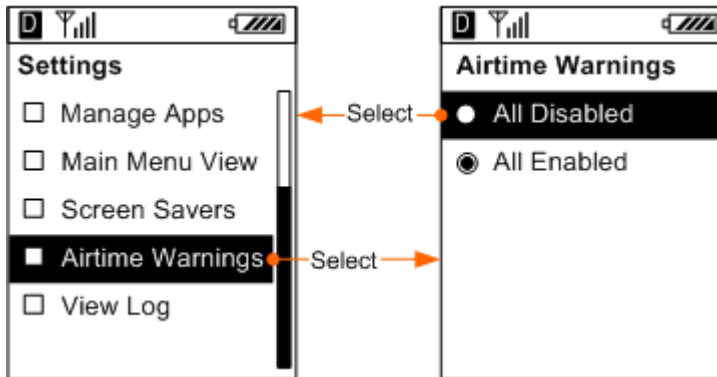 D
Settings
Manage Apps
Main Menu View
Screen Savers
Airtime Warnings
View Log
Select
Select
D
Airtime Warnings
All Disabled
All Enabled